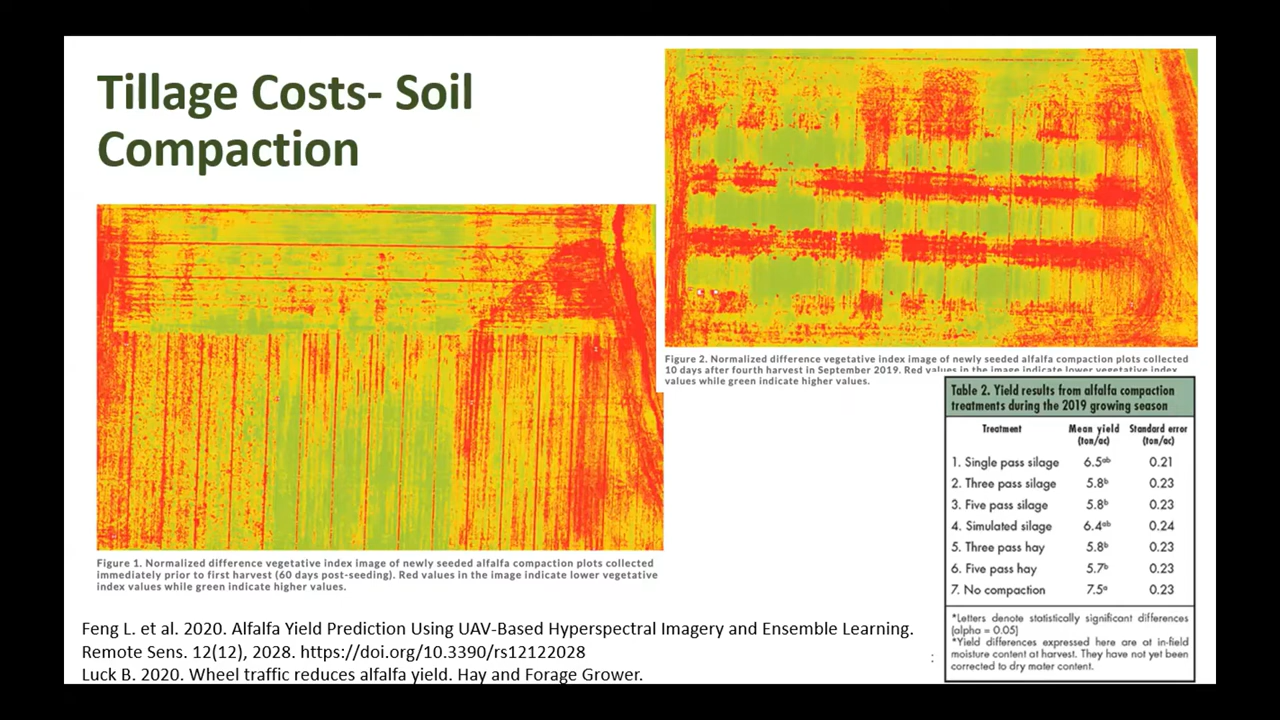 Tillage Costs- Soil
Compaction
Figure 1. Normalized difference vegetative index image of newly seeded alfalfa compaction plots collected
immediately prior to first harvest (60 days post-seeding). Red values in the image indicate lower vegetative
index values while green indicate higher values.
Figure 2. Normalized difference vegetative index image of newly seeded alfalfa compaction plots collected
10 days after fourth harvest in September 2019. Red values in the image indicate lower vegetative index
values while green indicate higher values.
Table 2. Yield results from alfalfa compaction
treatments during the 2019 growing season
Treatment Mean yield Standard error
(ton/ac) (ton/ac)
1. Single pass silage 6.5ᵃᵇ 0.21
2. Three pass silage 5.8ᵇ 0.23
3. Five pass silage 5.8ᵇ 0.23
4. Simulated silage 6.4ᵃᵇ 0.24
5. Three pass hay 5.8ᵇ 0.23
6. Five pass hay 5.7ᵇ 0.23
7. No compaction 7.5ᵃ 0.23
*Letters denote statistically significant differences
(alpha = 0.05)
*Yield differences expressed here are at in-field
moisture content at harvest. They have not yet been
corrected to dry mater content.
Feng L. et al. 2020. Alfalfa Yield Prediction Using UAV-Based Hyperspectral Imagery and Ensemble Learning.
Remote Sens. 12(12), 2028. https://doi.org/10.3390/rs12122028
Luck B. 2020. Wheel traffic reduces alfalfa yield. Hay and Forage Grower.